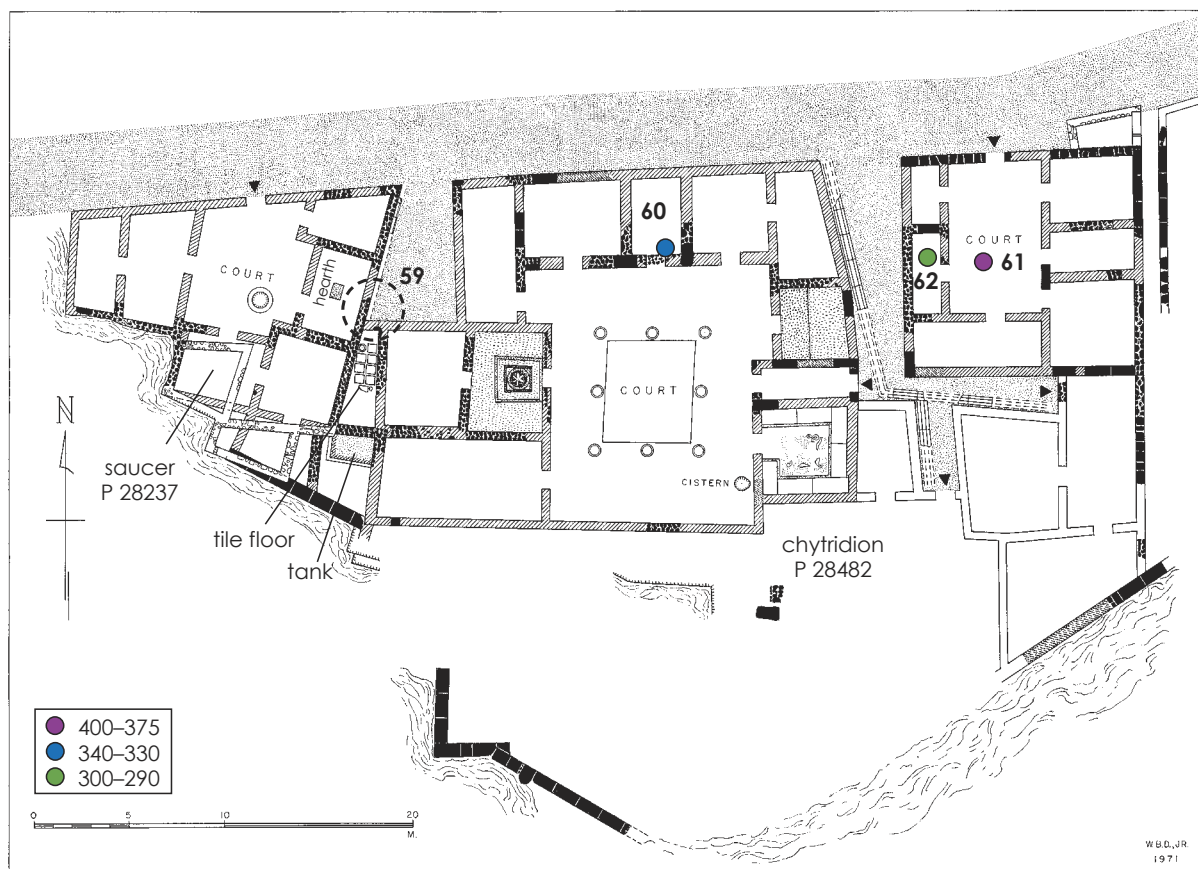 60
COURT
61
62
COURT
hearth
59
COURT
N
saucer
P 28237
CISTERN
tile floor
tank
chytridion
P 28482
400–375
340–330
300–290
0 5 10 20
M.
W.B.D., JR.
1971